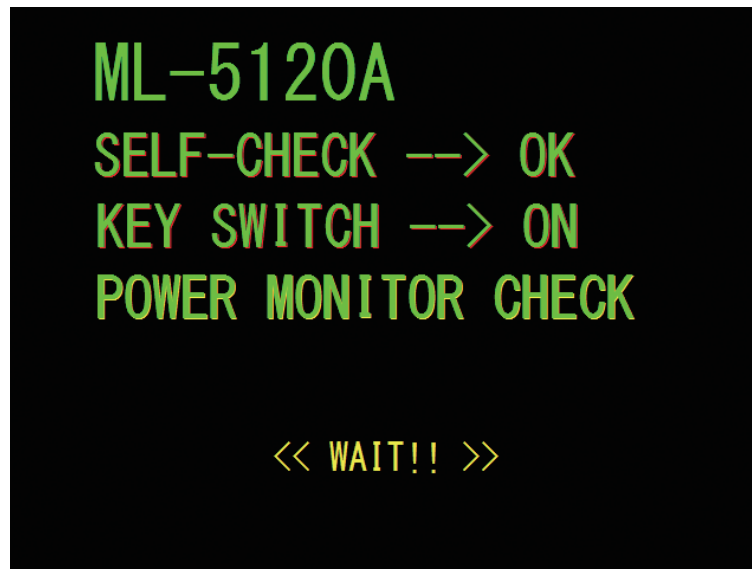 ML-5120A
SELF-CHECK --> OK
KEY SWITCH --> ON
POWER MONITOR CHECK
<< WAIT!! >>